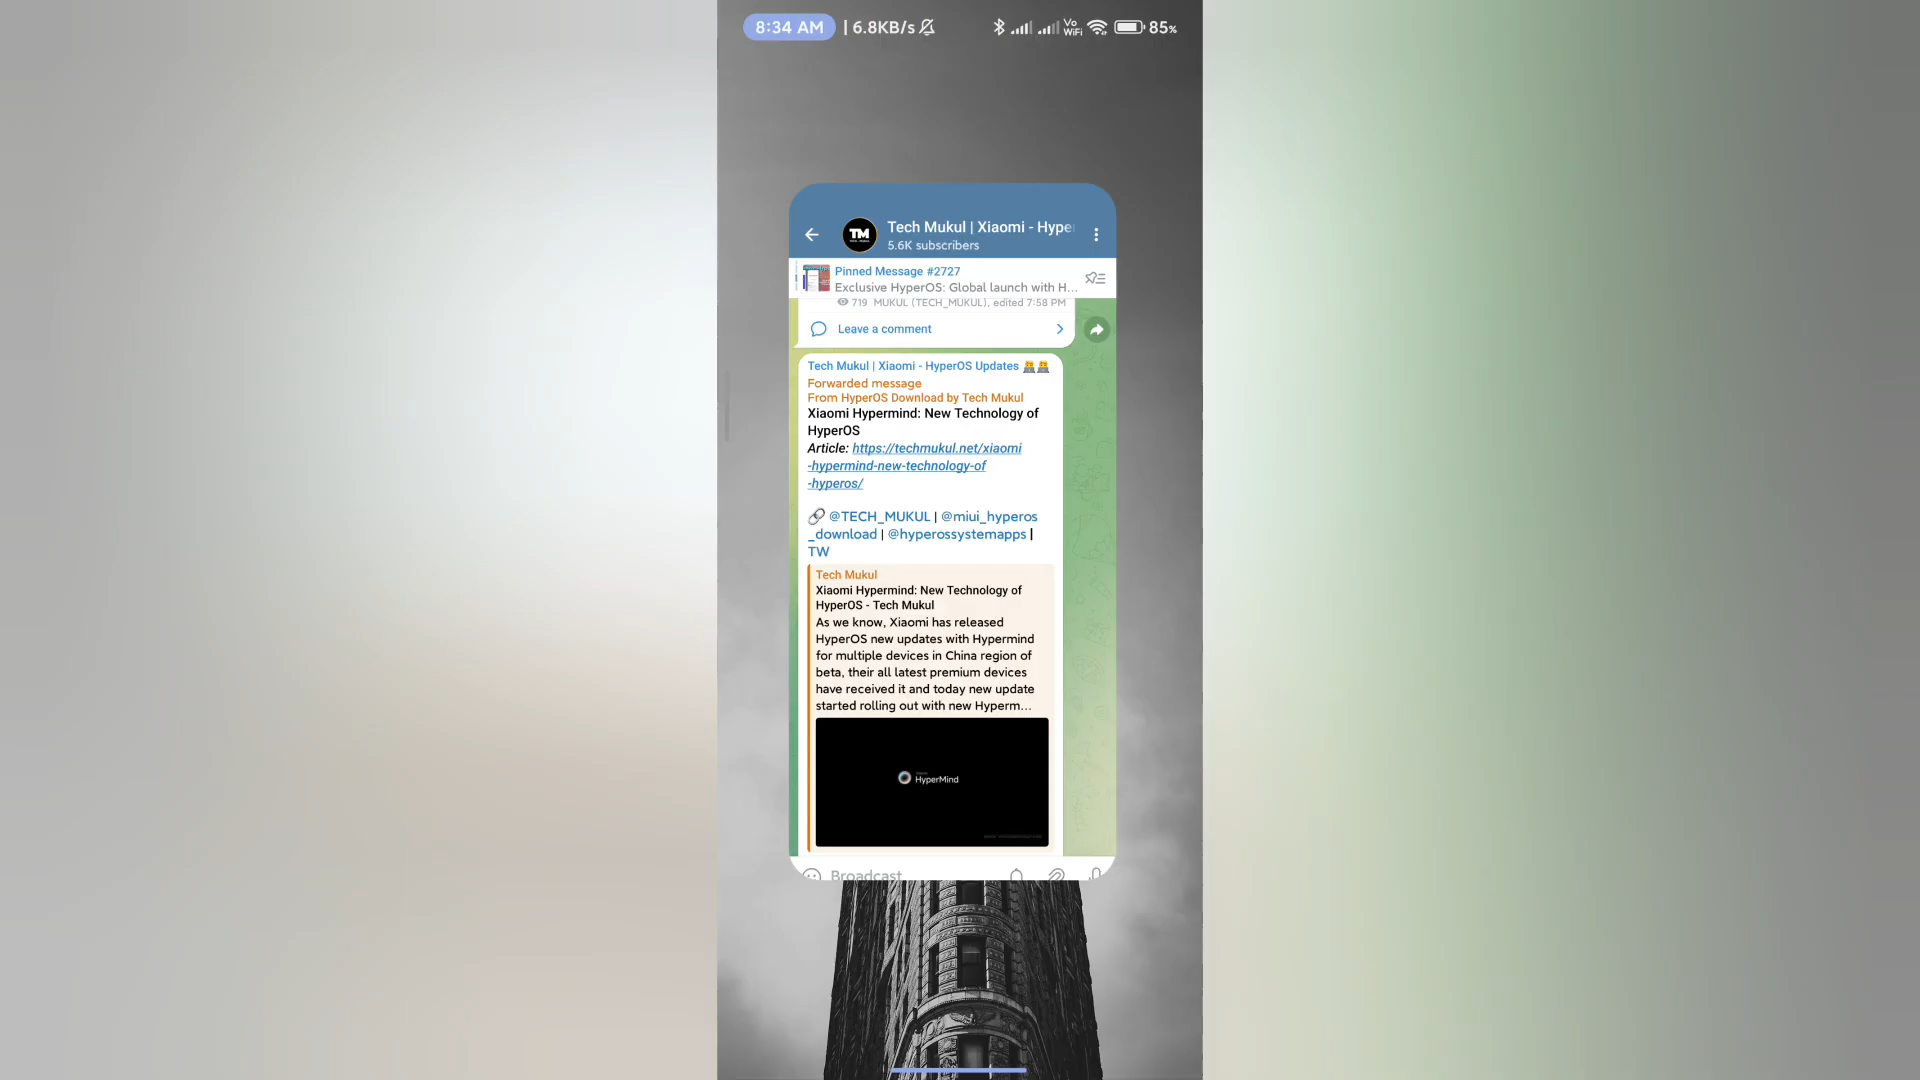 8:34 AM | 6.8KB/s Vo WiFi 85%
TM
Tech Mukul | Xiaomi - Hype
5.6K subscribers
Pinned Message #2727
Exclusive HyperOS: Global launch with H...
719 MUKUL (TECH_MUKUL), edited 7:58 PM
Leave a comment
Tech Mukul | Xiaomi - HyperOS Updates
Forwarded message
From HyperOS Download by Tech Mukul
Xiaomi Hypermind: New Technology of
HyperOS
Article: https://techmukul.net/xiaomi
-hypermind-new-technology-of
-hyperos/
@TECH_MUKUL | @miui_hyperos
_download | @hyperossystemapps |
TW
Tech Mukul
Xiaomi Hypermind: New Technology of
HyperOS - Tech Mukul
As we know, Xiaomi has released
HyperOS new updates with Hypermind
for multiple devices in China region of
beta, their all latest premium devices
have received it and today new update
started rolling out with new Hyperm...
HyperMind
Broadcast